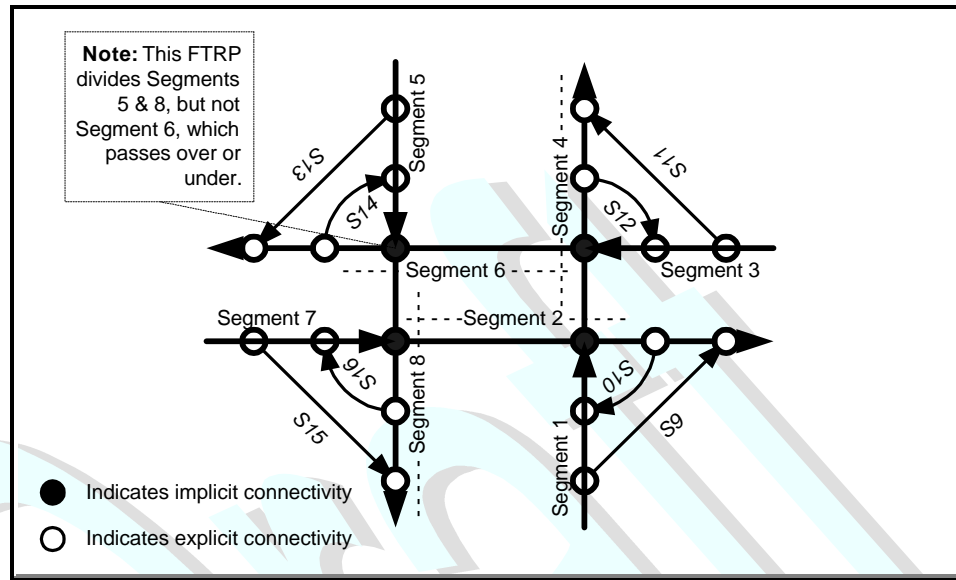 Note: This FTRP
divides Segments
5 & 8, but not
Segment 6, which
passes over or
under.
Segment 5
S13
S14
Segment 4
S11
S12
Segment 6
Segment 3
Segment 7
Segment 2
S16
S15
Segment 8
Segment 1
S10
S9
Indicates implicit connectivity
Indicates explicit connectivity